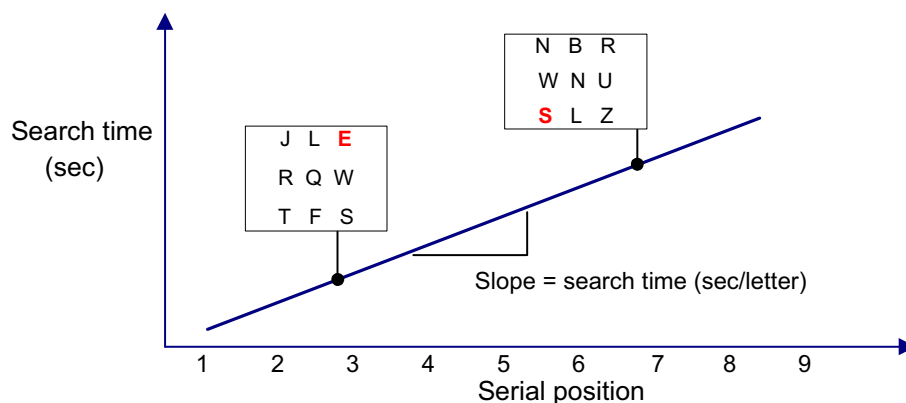 N B R
W N U
S L Z
Search time
(sec)
J L E
R Q W
T F S
Slope = search time (sec/letter)
1 2 3 4 5 6 7 8 9
Serial position